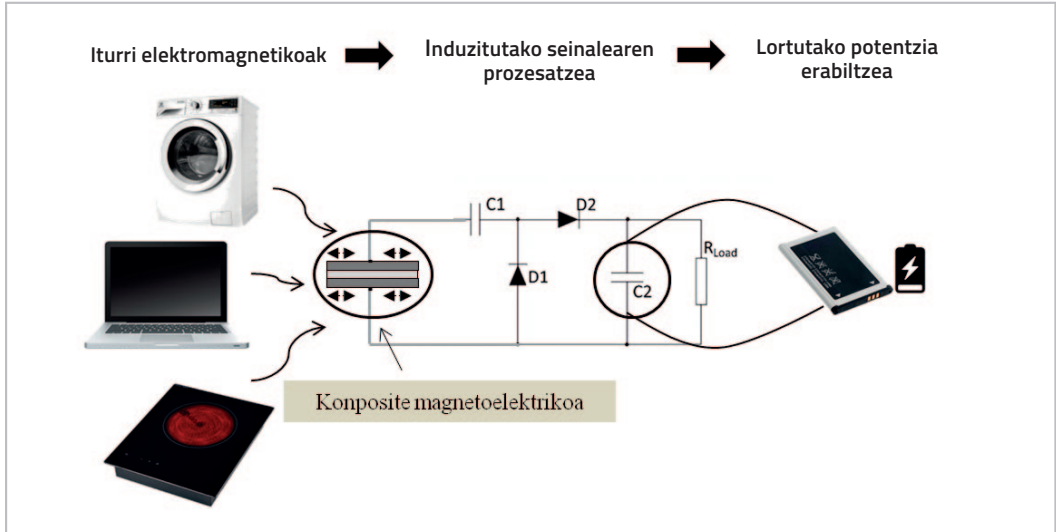 Iturri elektromagnetikoak
Induzitutako seinalearen
prozesatzea
Lortutako potentzia
erabiltzea
C1
D2
D1
C2
RLoad
Konposite magnetoelektrikoa